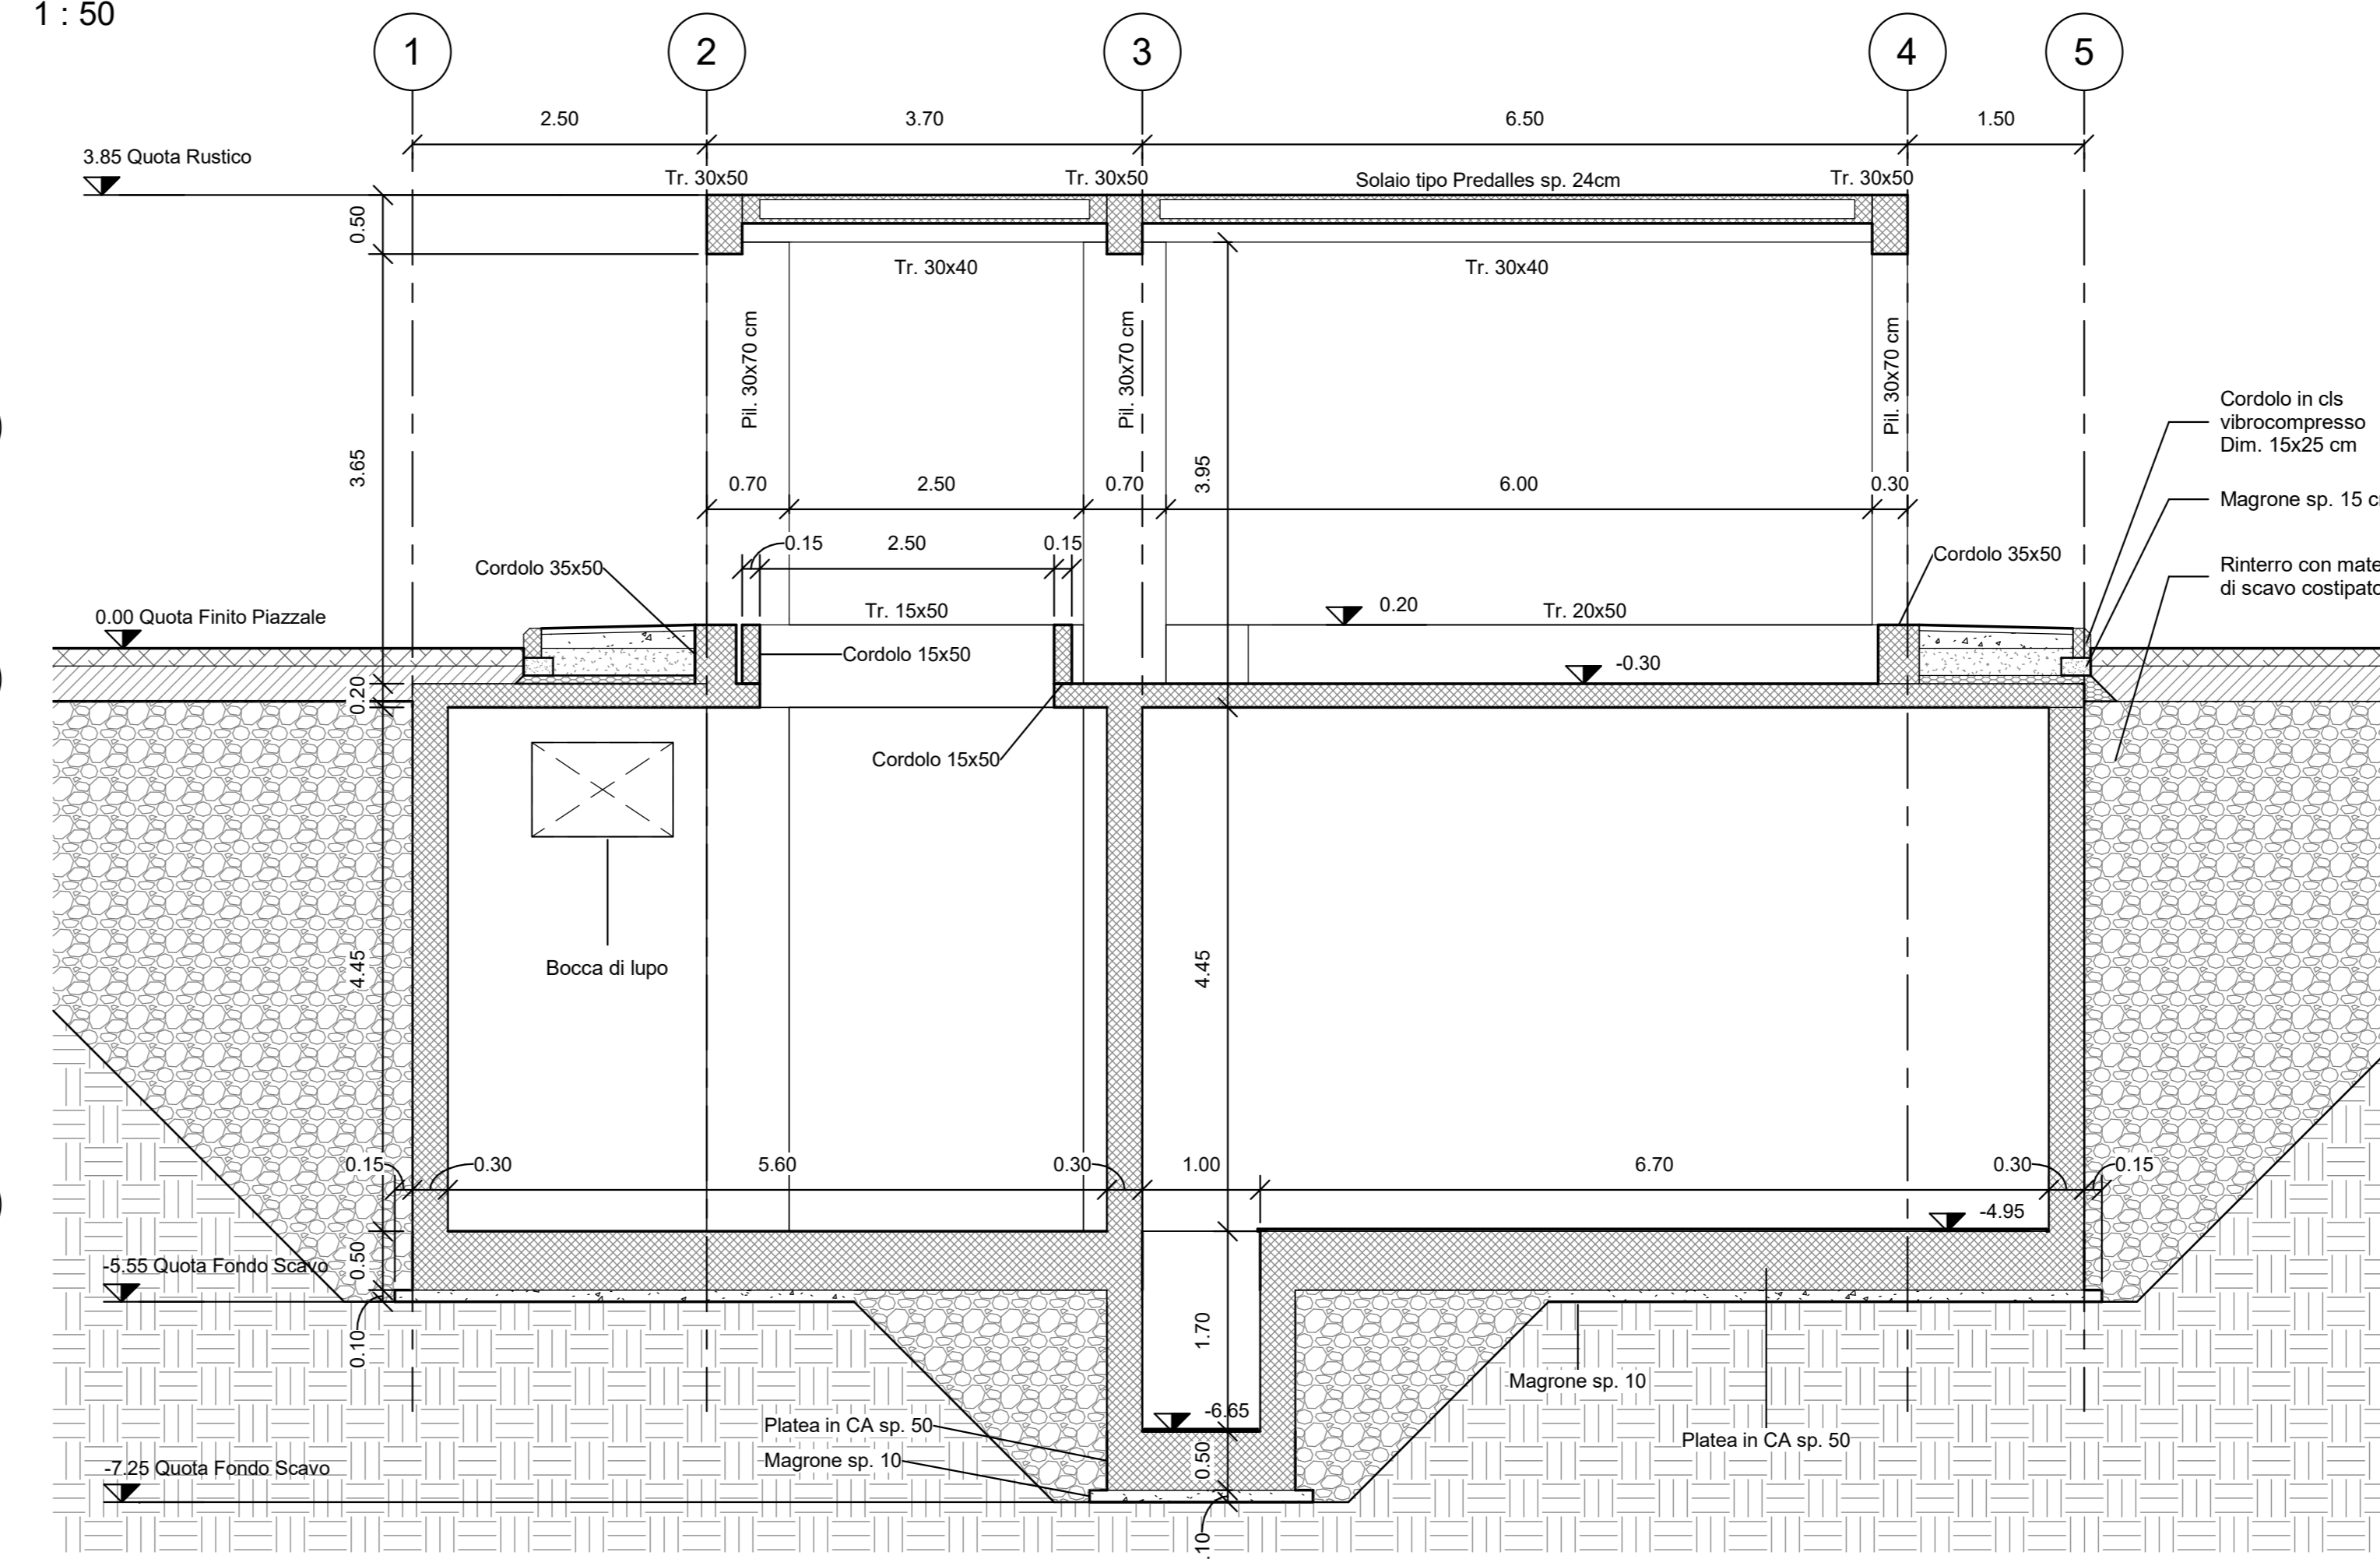 1 : 50
1
2
3
4
5
2.50
3.70
6.50
1.50
3.85 Quota Rustico
Tr. 30x50
Tr. 30x50
Solaio tipo Predalles sp. 24cm
Tr. 30x50
0.50
Tr. 30x40
Tr. 30x40
Pil. 30x70 cm
Pil. 30x70 cm
Pil. 30x70 cm
Cordolo in cls
vibrocompresso
Dim. 15x25 cm
3.65
3.95
0.70
2.50
0.70
6.00
0.30
Magrone sp. 15
0.15
2.50
0.15
Cordolo 35x50
Cordolo 35x50
Rinterro con
di scavo
0.00 Quota Finito Piazzale
Tr. 15x50
0.20
Tr. 20x50
Cordolo 15x50
-0.30
0.20
Cordolo 15x50
Bocca di lupo
4.45
4.45
0.15
0.30
5.60
0.30
1.00
6.70
0.30
0.15
-4.95
-5.55 Quota Fondo Scavo
0.50
0.10
1.70
Magrone sp. 10
-6.65
Platea in CA sp. 50
Platea in CA sp. 50
Magrone sp. 10
0.50
-7.25 Quota Fondo Scavo
.10